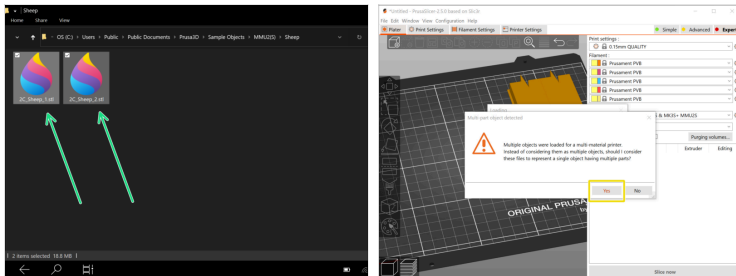 Sheep
Home Share View
OS (C:) › Users › Public › Public Documents › Prusa3D › Sample Objects › MMU2(S) › Sheep
2C_Sheep_1.stl
2C_Sheep_2.stl
2 items selected 18.8 MB
*Untitled - PrusaSlicer-2.5.0 based on Slic3r
File Edit Window View Configuration Help
Plater Print Settings Filament Settings Printer Settings
Simple Advanced Expert
Print settings :
0.15mm QUALITY
Filament :
Prusament PVB
Prusament PVB
Prusament PVB
Prusament PVB
Prusament PVB
& MK3S+ MMU2S
Purging volumes...
Extruder Editing
Loading
Multi-part object detected
Multiple objects were loaded for a multi-material printer.
Instead of considering them as multiple objects, should I consider
these files to represent a single object having multiple parts?
Yes No
ORIGINAL PRUSA
by
Slice now